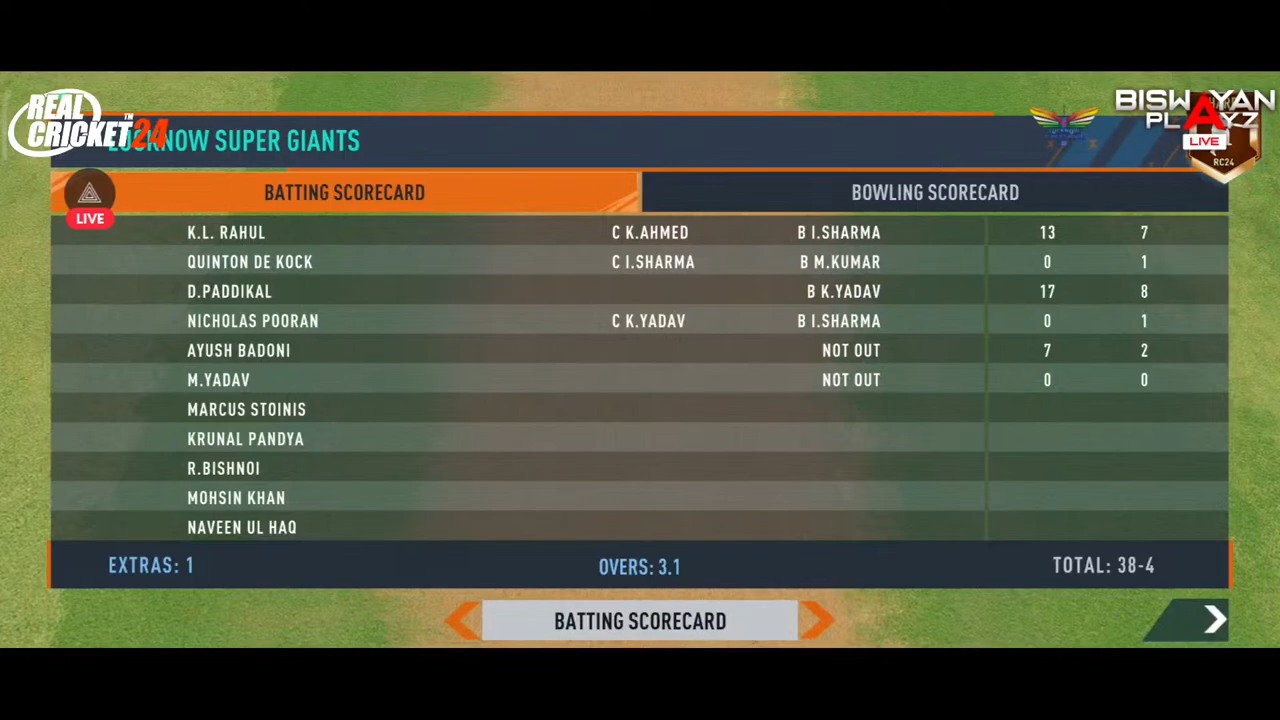 REAL CRICKET 24 TM
BISWAYAN PLAYZ
LIVE
RC24
LUCKNOW SUPER GIANTS
BATTING SCORECARD BOWLING SCORECARD
LIVE
K.L. RAHUL C K.AHMED B I.SHARMA 13 7
QUINTON DE KOCK C I.SHARMA B M.KUMAR 0 1
D.PADDIKAL B K.YADAV 17 8
NICHOLAS POORAN C K.YADAV B I.SHARMA 0 1
AYUSH BADONI NOT OUT 7 2
M.YADAV NOT OUT 0 0
MARCUS STOINIS
KRUNAL PANDYA
R.BISHNOI
MOHSIN KHAN
NAVEEN UL HAQ
EXTRAS: 1 OVERS: 3.1 TOTAL: 38-4
BATTING SCORECARD